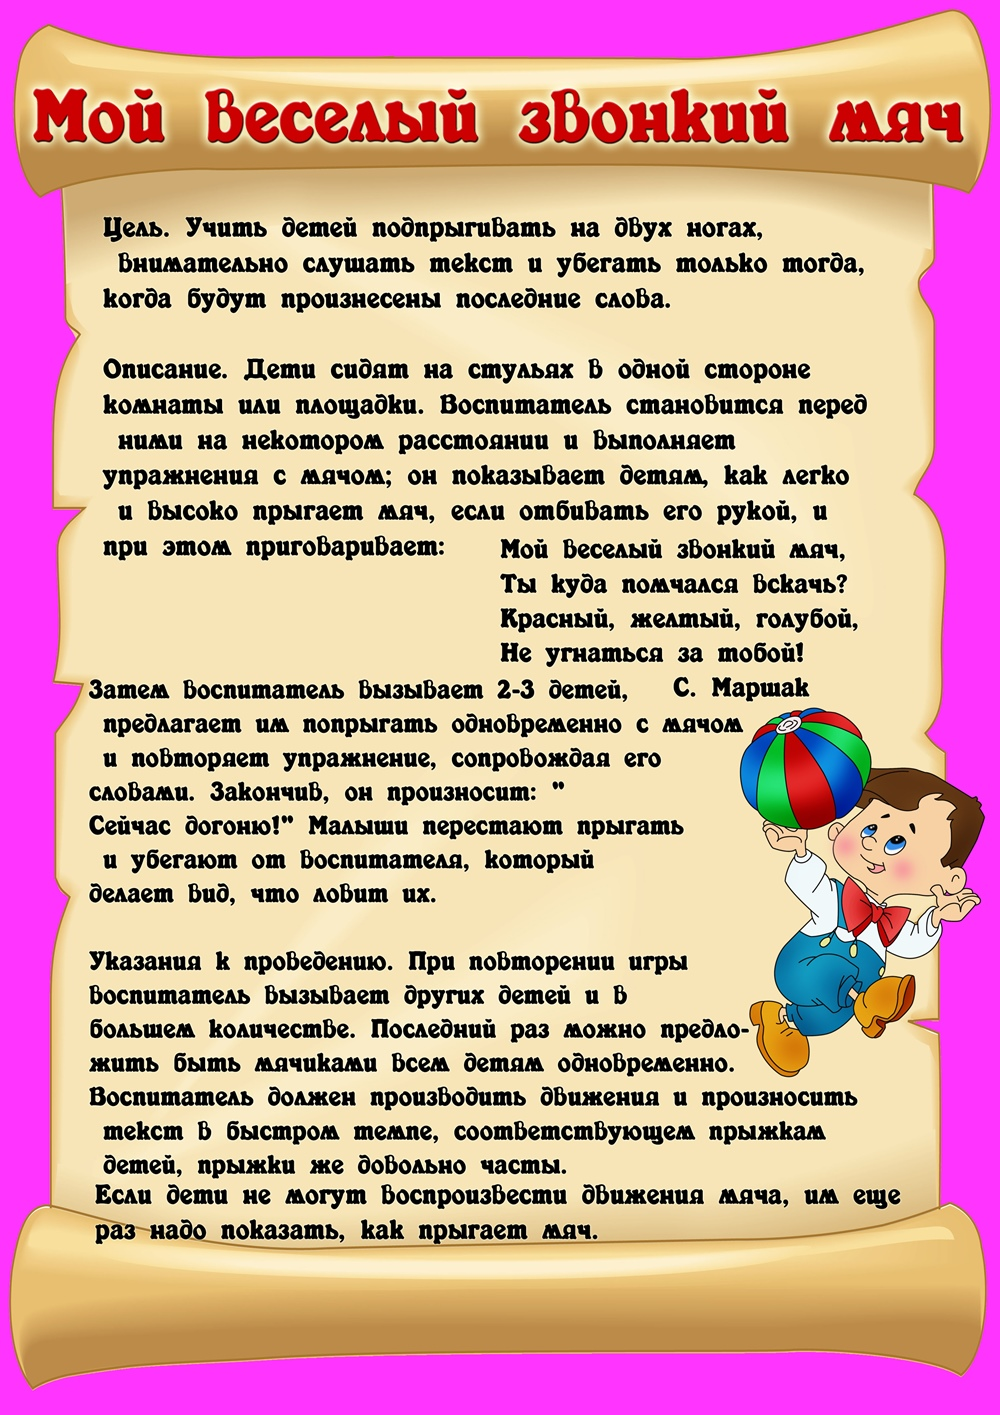 Мой веселый звонкий мяч
Цель. Учить детей подпрыгивать на двух ногах,
внимательно слушать текст и убегать только тогда,
когда будут произнесены последние слова.
Описание. Дети сидят на стульях в одной стороне
комнаты или площадки. Воспитатель становится перед
ними на некотором расстоянии и выполняет
упражнения с мячом; он показывает детям, как легко
и высоко прыгает мяч, если отбивать его рукой, и
при этом приговаривает:
Мой веселый звонкий мяч,
Ты куда помчался вскачь?
Красный, желтый, голубой,
Не угнаться за тобой!
С. Маршак
Затем воспитатель вызывает 2-3 детей,
предлагает им попрыгать одновременно с мячом
и повторяет упражнение, сопровождая его
словами. Закончив, он произносит: "
Сейчас догоню!" Малыши перестают прыгать
и убегают от воспитателя, который
делает вид, что ловит их.
Указания к проведению. При повторении игры
воспитатель вызывает других детей и в
большем количестве. Последний раз можно предло-
жить быть мячиками всем детям одновременно.
Воспитатель должен производить движения и произносить
текст в быстром темпе, соответствующем прыжкам
детей, прыжки же довольно часты.
Если дети не могут воспроизвести движения мяча, им еще
раз надо показать, как прыгает мяч.